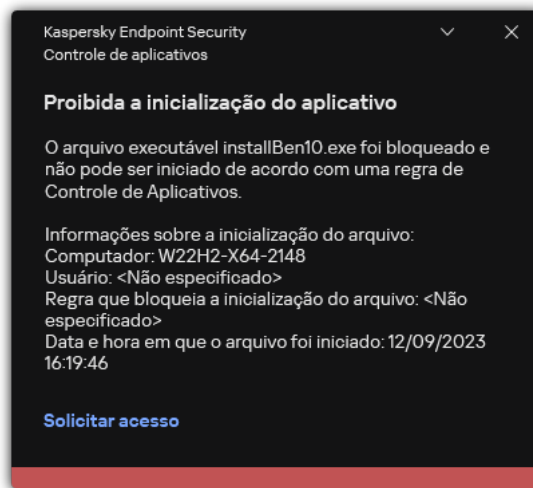 Kaspersky Endpoint Security
Controle de aplicativos
Proibida a inicialização do aplicativo
O arquivo executável installBen10.exe foi bloqueado e
não pode ser iniciado de acordo com uma regra de
Controle de Aplicativos.
Informações sobre a inicialização do arquivo:
Computador: W22H2-X64-2148
Usuário: <Não especificado>
Regra que bloqueia a inicialização do arquivo: <Não
especificado>
Data e hora em que o arquivo foi iniciado: 12/09/2023
16:19:46
Solicitar acesso